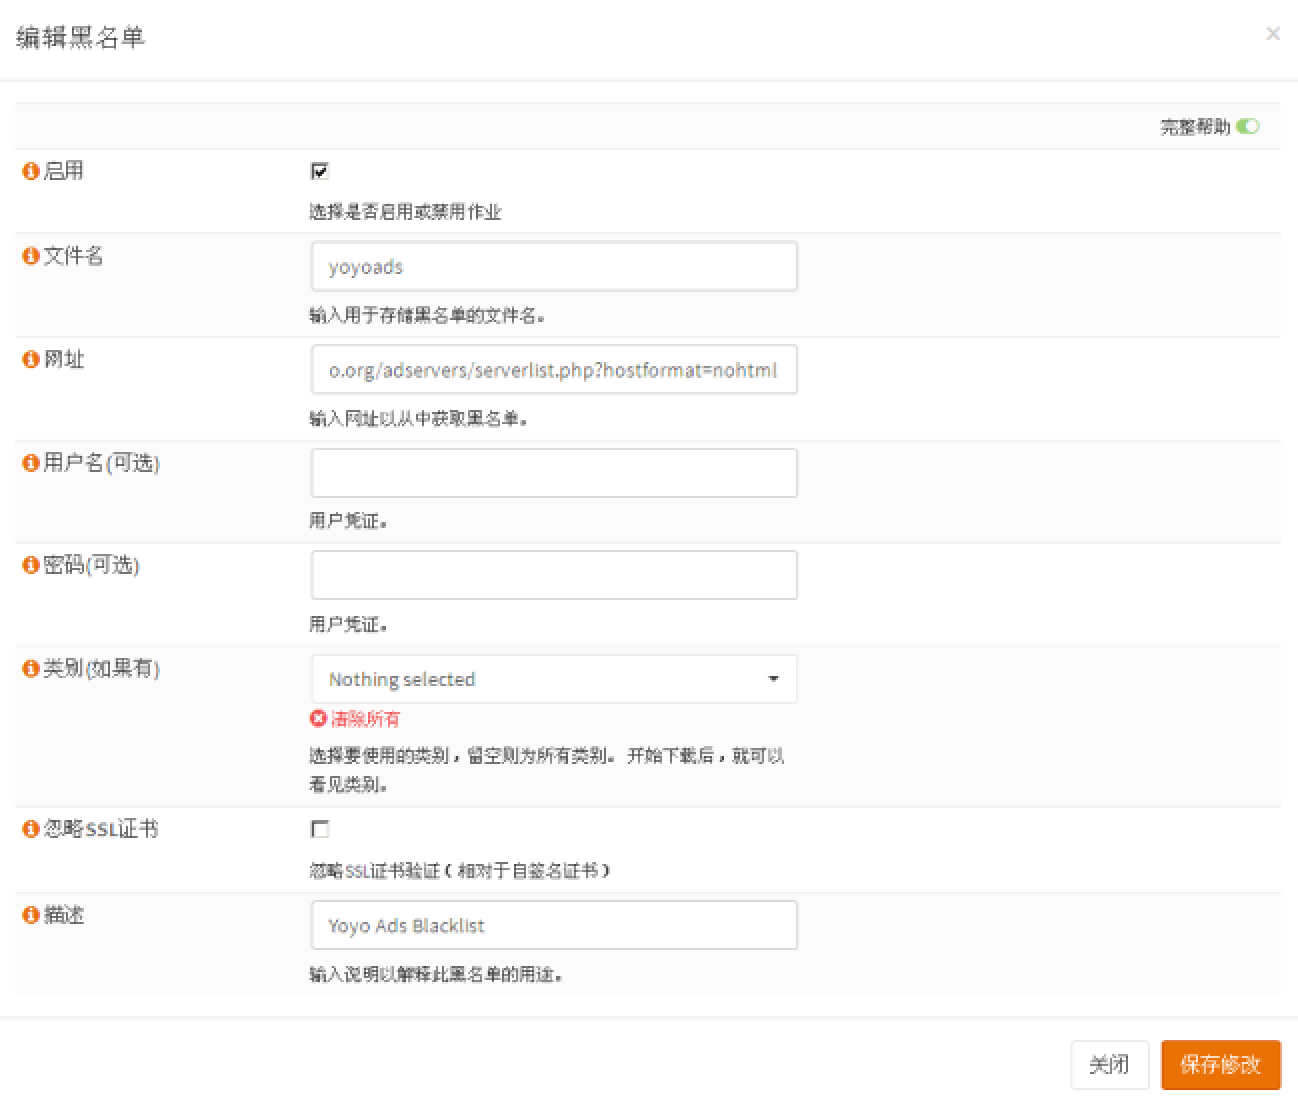 编辑黑名单
×
完整帮助
启用
选择是否启用或禁用作业
文件名
yoyoads
输入用于存储黑名单的文件名。
网址
o.org/adservers/serverlist.php?hostformat=nohtml
输入网址以从中获取黑名单。
用户名(可选)
用户凭证。
密码(可选)
用户凭证。
类别(如果有)
Nothing selected
清除所有
选择要使用的类别，留空则为所有类别。 开始下载后，就可以
看见类别。
忽略SSL证书
忽略SSL证书验证（相对于自签名证书）
描述
Yoyo Ads Blacklist
输入说明以解释此黑名单的用途。
关闭
保存修改